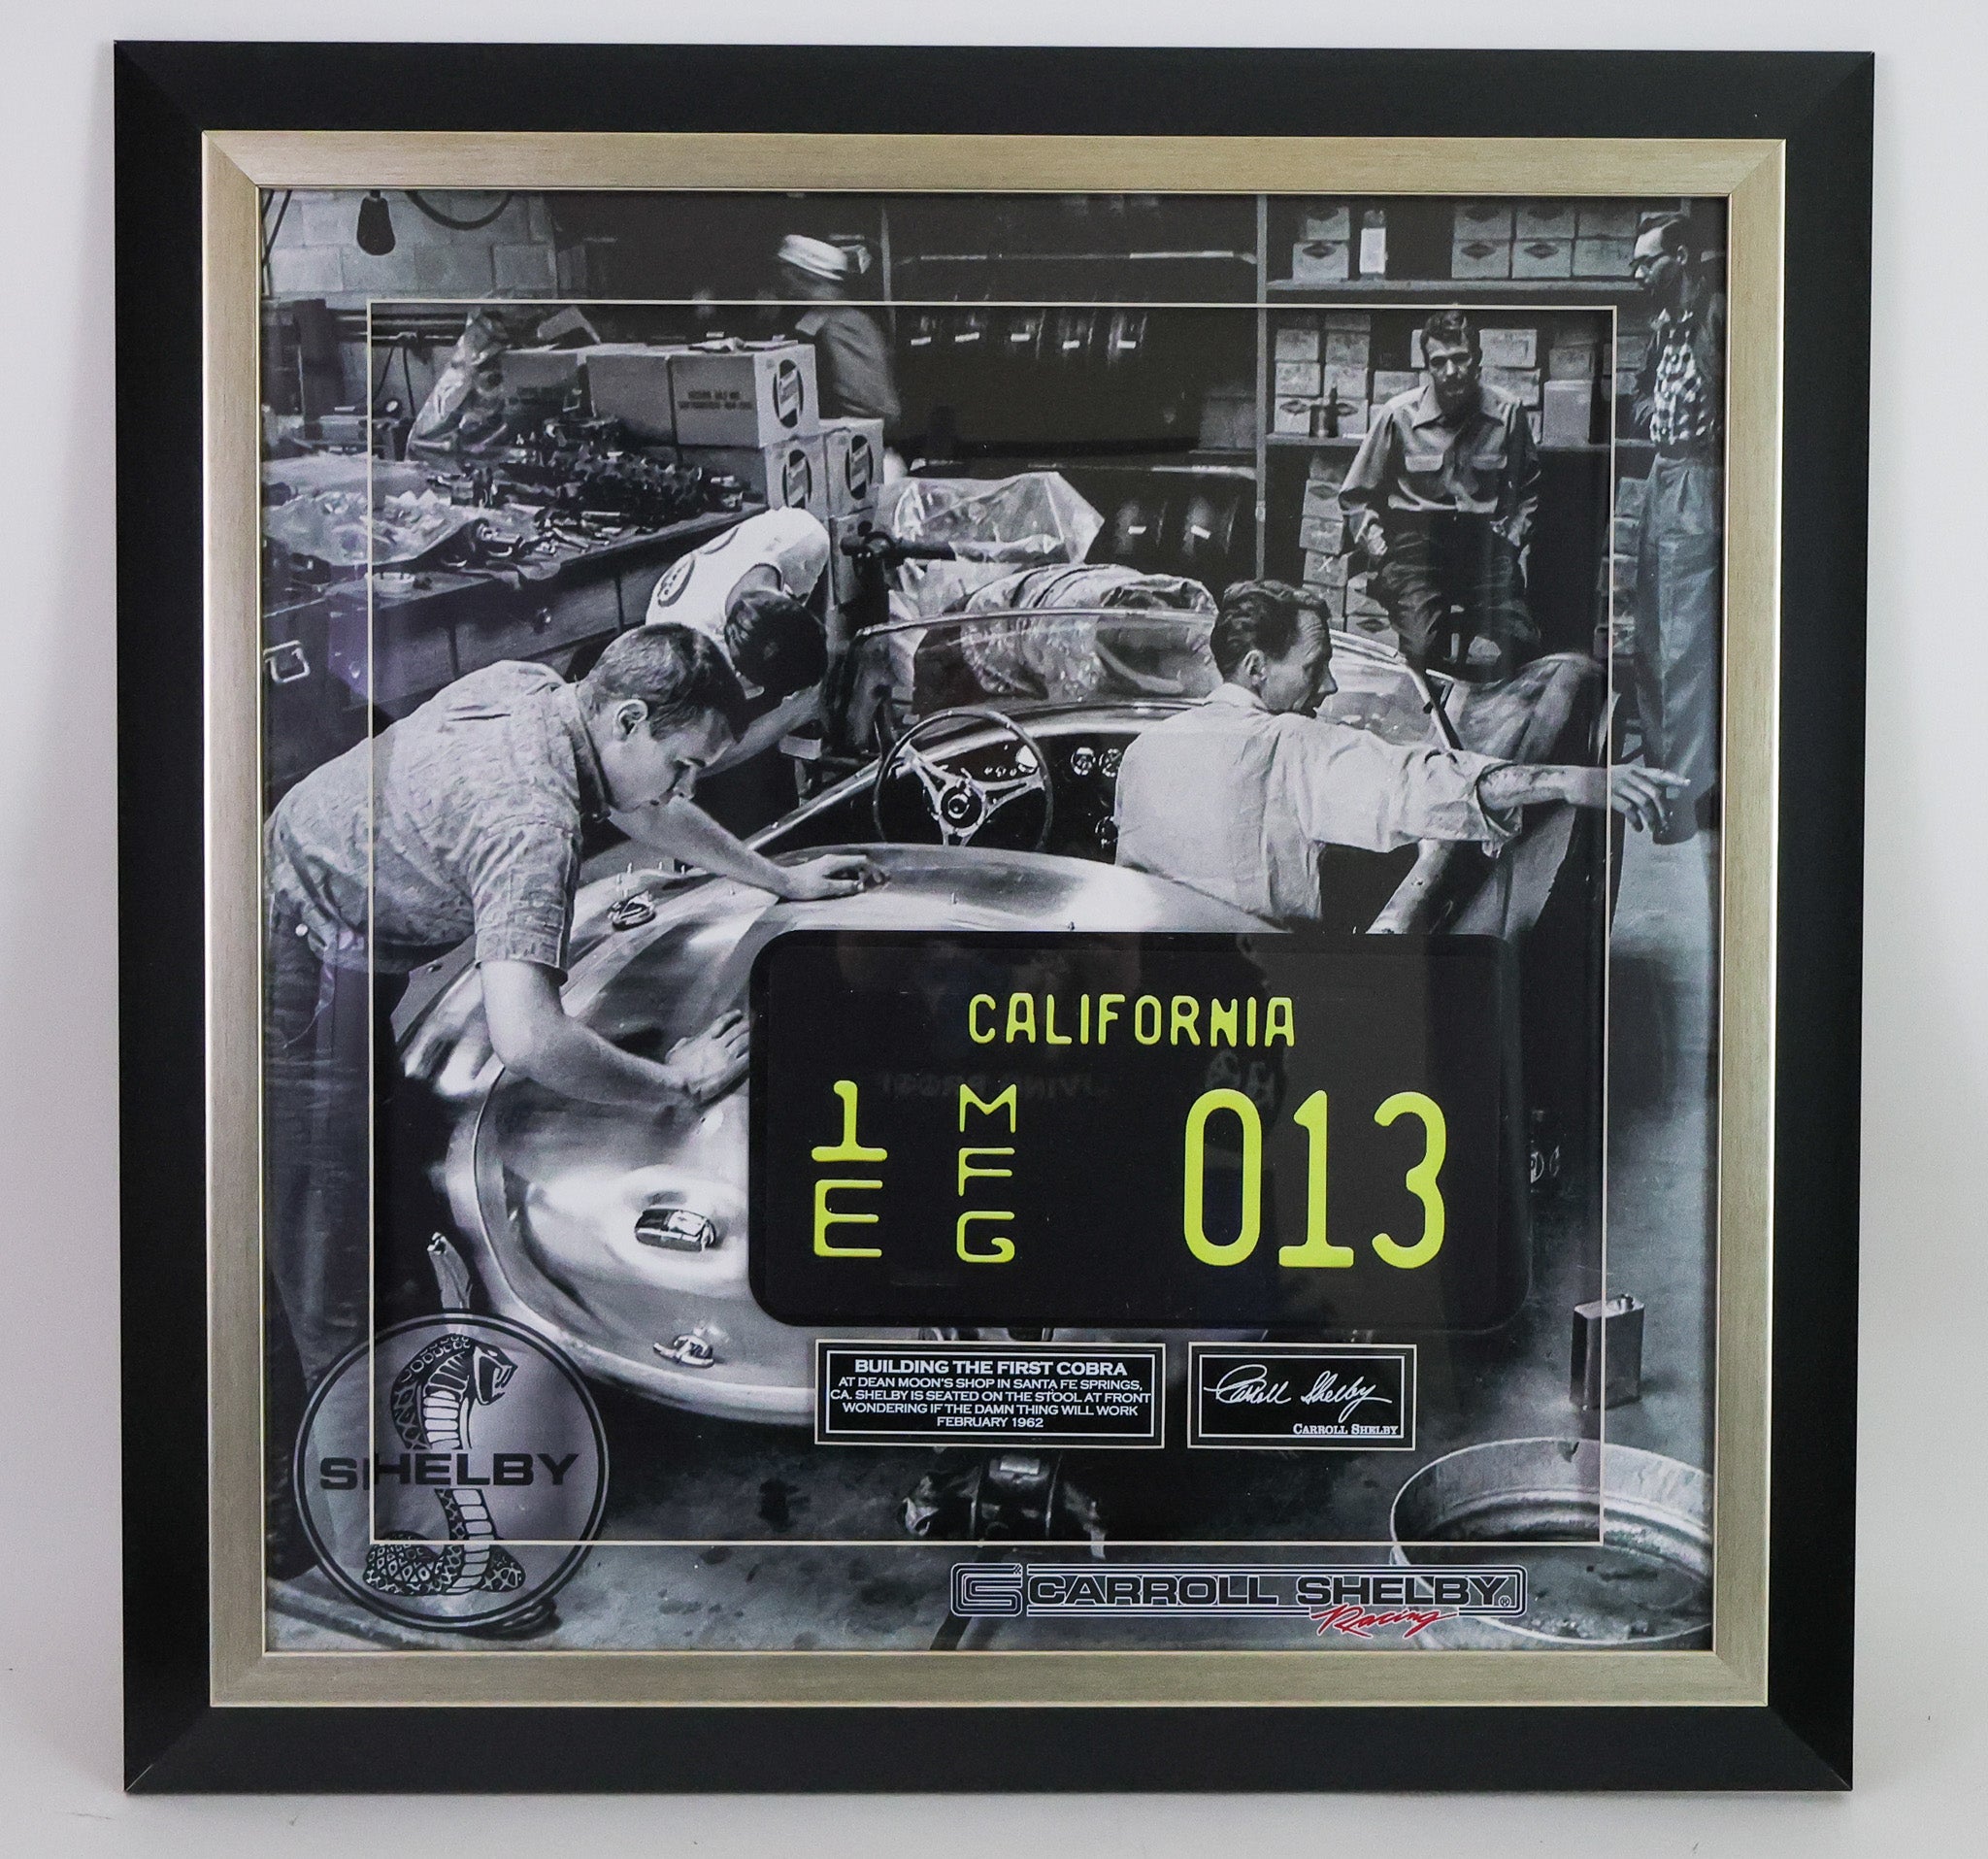 CALIFORNIA
1
E
M
F
G
013
BUILDING THE FIRST COBRA
AT DEAN MOON'S SHOP IN SANTA FE SPRINGS,
CA. SHELBY IS SEATED ON THE STOOL AT FRONT
WONDERING IF THE DAMN THING WILL WORK
FEBRUARY 1962
Carroll Shelby
CARROLL SHELBY
SHELBY
CS CARROLL SHELBY®
Racing